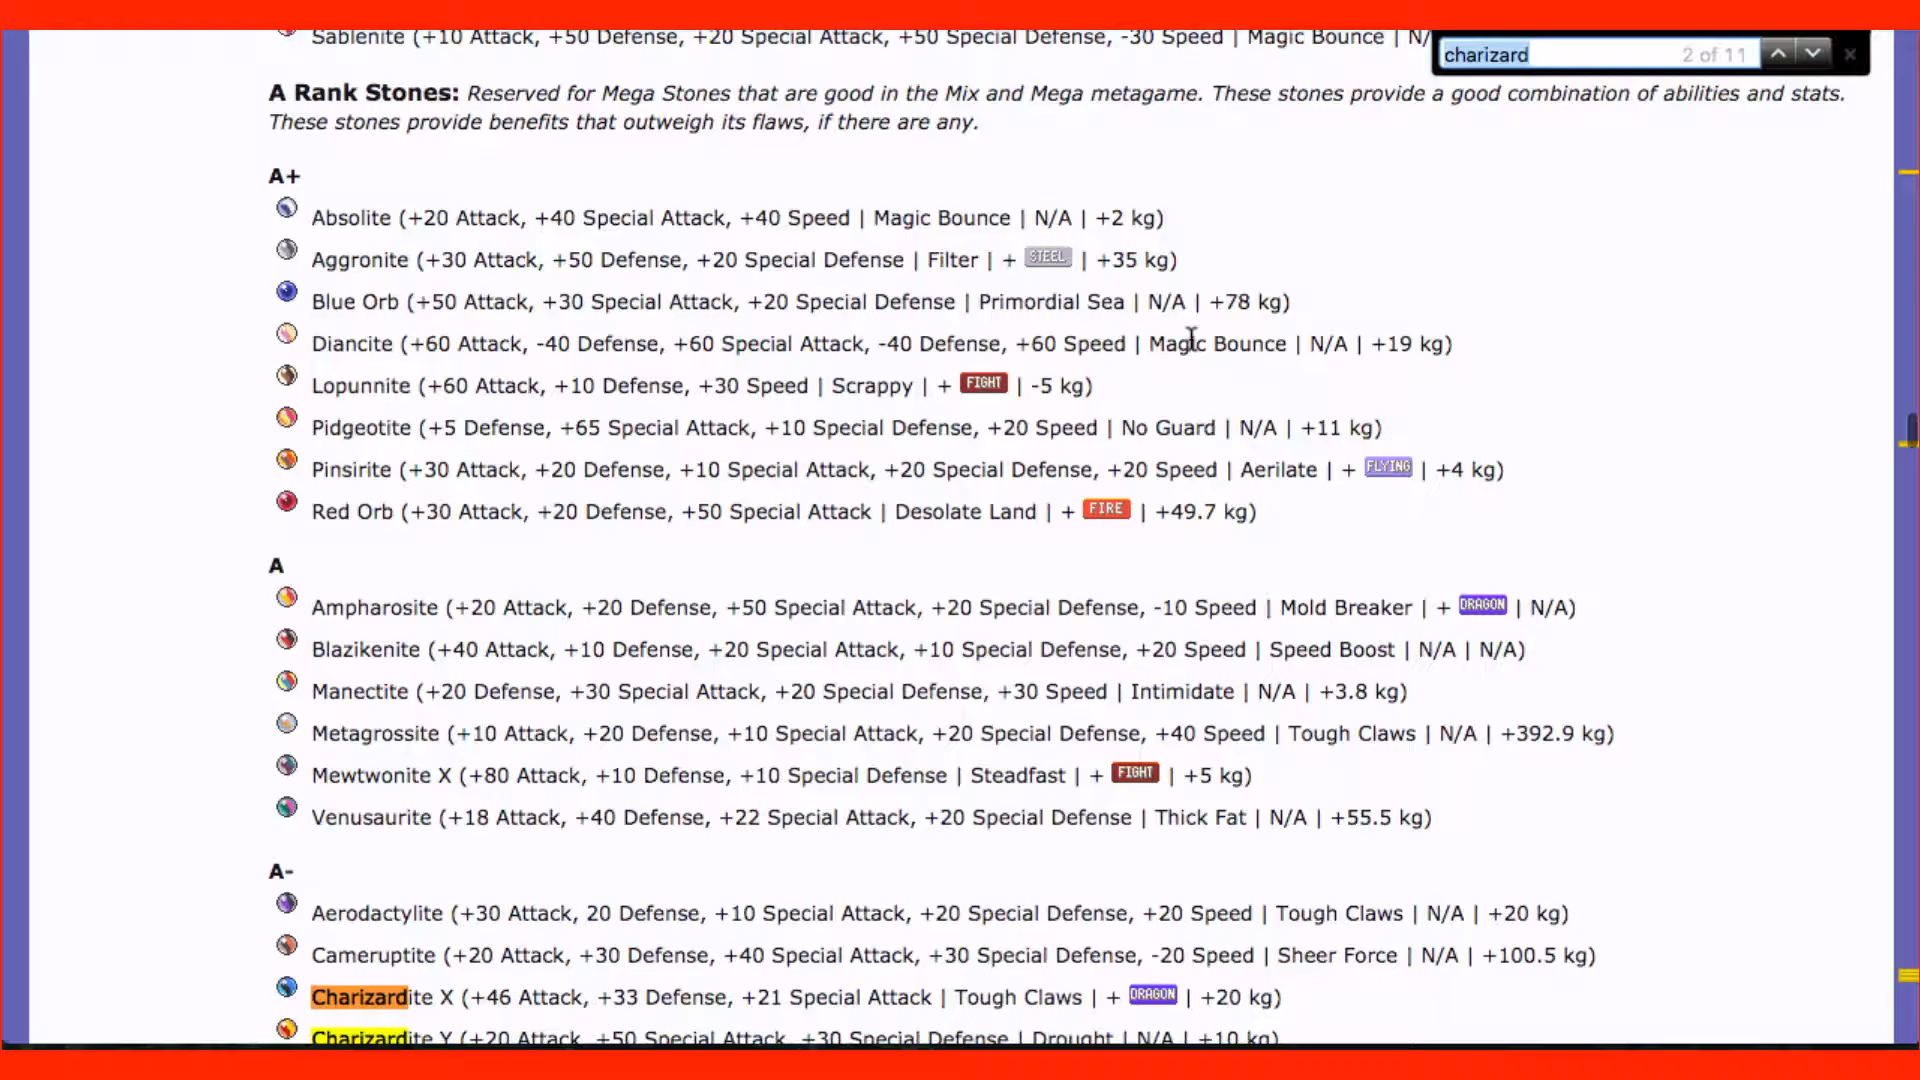 Sablenite (+10 Attack, +50 Defense, +20 Special Attack, +50 Special Defense, -30 Speed | Magic Bounce | N/
charizard 2 of 11
A Rank Stones: Reserved for Mega Stones that are good in the Mix and Mega metagame. These stones provide a good combination of abilities and stats.
These stones provide benefits that outweigh its flaws, if there are any.
A+
Absolite (+20 Attack, +40 Special Attack, +40 Speed | Magic Bounce | N/A | +2 kg)
Aggronite (+30 Attack, +50 Defense, +20 Special Defense | Filter | + STEEL | +35 kg)
Blue Orb (+50 Attack, +30 Special Attack, +20 Special Defense | Primordial Sea | N/A | +78 kg)
Diancite (+60 Attack, -40 Defense, +60 Special Attack, -40 Defense, +60 Speed | Magic Bounce | N/A | +19 kg)
Lopunnite (+60 Attack, +10 Defense, +30 Speed | Scrappy | + FIGHT | -5 kg)
Pidgeotite (+5 Defense, +65 Special Attack, +10 Special Defense, +20 Speed | No Guard | N/A | +11 kg)
Pinsirite (+30 Attack, +20 Defense, +10 Special Attack, +20 Special Defense, +20 Speed | Aerilate | + FLYING | +4 kg)
Red Orb (+30 Attack, +20 Defense, +50 Special Attack | Desolate Land | + FIRE | +49.7 kg)
A
Ampharosite (+20 Attack, +20 Defense, +50 Special Attack, +20 Special Defense, -10 Speed | Mold Breaker | + DRAGON | N/A)
Blazikenite (+40 Attack, +10 Defense, +20 Special Attack, +10 Special Defense, +20 Speed | Speed Boost | N/A | N/A)
Manectite (+20 Defense, +30 Special Attack, +20 Special Defense, +30 Speed | Intimidate | N/A | +3.8 kg)
Metagrossite (+10 Attack, +20 Defense, +10 Special Attack, +20 Special Defense, +40 Speed | Tough Claws | N/A | +392.9 kg)
Mewtwonite X (+80 Attack, +10 Defense, +10 Special Defense | Steadfast | + FIGHT | +5 kg)
Venusaurite (+18 Attack, +40 Defense, +22 Special Attack, +20 Special Defense | Thick Fat | N/A | +55.5 kg)
A-
Aerodactylite (+30 Attack, 20 Defense, +10 Special Attack, +20 Special Defense, +20 Speed | Tough Claws | N/A | +20 kg)
Cameruptite (+20 Attack, +30 Defense, +40 Special Attack, +30 Special Defense, -20 Speed | Sheer Force | N/A | +100.5 kg)
Charizardite X (+46 Attack, +33 Defense, +21 Special Attack | Tough Claws | + DRAGON | +20 kg)
Charizardite Y (+20 Attack, +50 Special Attack, +30 Special Defense | Drought | N/A | +10 kg)